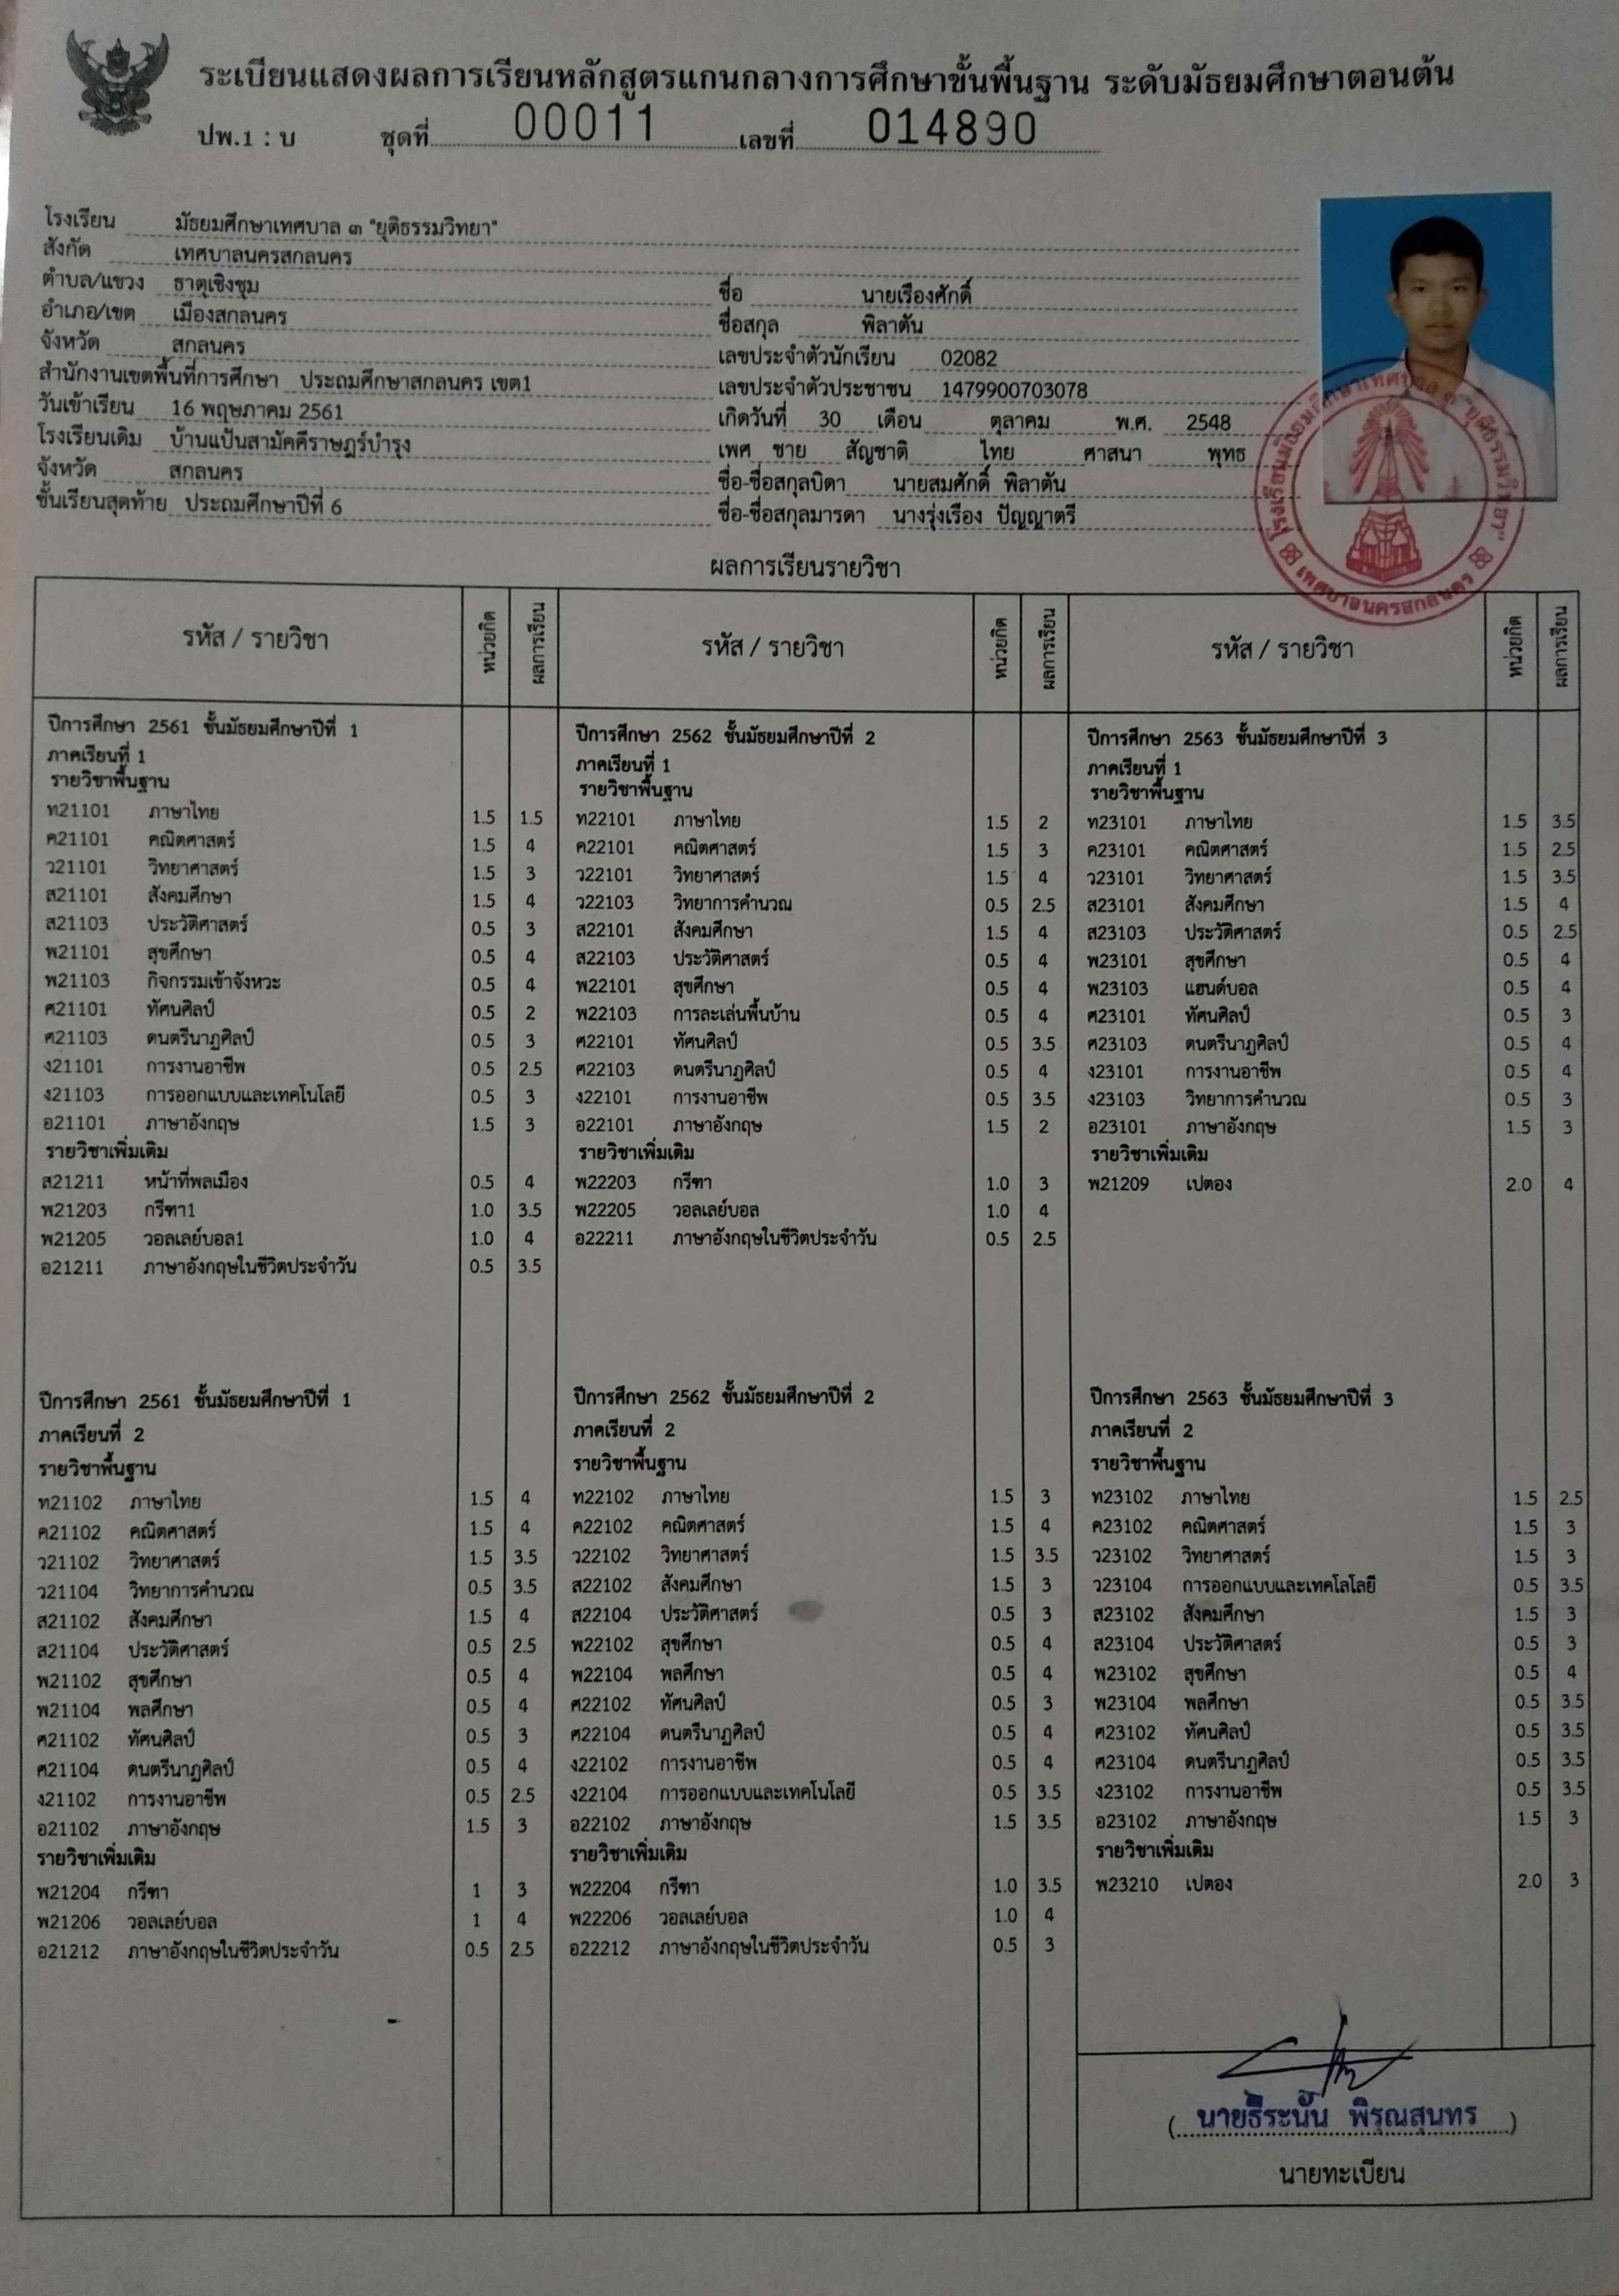 ระเบียนแสดงผลการเรียนหลักสูตรแกนกลางการศึกษาขั้นพื้นฐาน ระดับมัธยมศึกษาตอนต้น
ปพ.1 : บ ชุดที่ 00011 เลขที่ 014890
โรงเรียน มัธยมศึกษาเทศบาล ๓ "ยุติธรรมวิทยา"
สังกัด เทศบาลนครสกลนคร
ตำบล/แขวง ธาตุเชิงชุม
อำเภอ/เขต เมืองสกลนคร
จังหวัด สกลนคร
สำนักงานเขตพื้นที่การศึกษา ประถมศึกษาสกลนคร เขต1
วันเข้าเรียน 16 พฤษภาคม 2561
โรงเรียนเดิม บ้านแป้นสามัคคีราษฎร์บำรุง
จังหวัด สกลนคร
ชั้นเรียนสุดท้าย ประถมศึกษาปีที่ 6
ชื่อ นายเรืองศักดิ์
ชื่อสกุล พิลาตัน
เลขประจำตัวนักเรียน 02082
เลขประจำตัวประชาชน 1479900703078
เกิดวันที่ 30 เดือน ตุลาคม พ.ศ. 2548
เพศ ชาย สัญชาติ ไทย ศาสนา พุทธ
ชื่อ-ชื่อสกุลบิดา นายสมศักดิ์ พิลาตัน
ชื่อ-ชื่อสกุลมารดา นางรุ่งเรือง ปัญญาตรี
โรงเรียนมัธยมศึกษาเทศบาล ๓ "ยุติธรรมวิทยา"
เทศบาลนครสกลนคร
ผลการเรียนรายวิชา
รหัส / รายวิชา หน่วยกิต ผลการเรียน
ปีการศึกษา 2561 ชั้นมัธยมศึกษาปีที่ 1
ภาคเรียนที่ 1
รายวิชาพื้นฐาน
ท21101 ภาษาไทย 1.5 1.5
ค21101 คณิตศาสตร์ 1.5 4
ว21101 วิทยาศาสตร์ 1.5 3
ส21101 สังคมศึกษา 1.5 4
ส21103 ประวัติศาสตร์ 0.5 3
พ21101 สุขศึกษา 0.5 4
พ21103 กิจกรรมเข้าจังหวะ 0.5 4
ศ21101 ทัศนศิลป์ 0.5 2
ศ21103 ดนตรีนาฏศิลป์ 0.5 3
ง21101 การงานอาชีพ 0.5 2.5
ง21103 การออกแบบและเทคโนโลยี 0.5 3
อ21101 ภาษาอังกฤษ 1.5 3
รายวิชาเพิ่มเติม
ส21211 หน้าที่พลเมือง 0.5 4
พ21203 กรีฑา1 1.0 3.5
พ21205 วอลเลย์บอล1 1.0 4
อ21211 ภาษาอังกฤษในชีวิตประจำวัน 0.5 3.5
ปีการศึกษา 2561 ชั้นมัธยมศึกษาปีที่ 1
ภาคเรียนที่ 2
รายวิชาพื้นฐาน
ท21102 ภาษาไทย 1.5 4
ค21102 คณิตศาสตร์ 1.5 4
ว21102 วิทยาศาสตร์ 1.5 3.5
ว21104 วิทยาการคำนวณ 0.5 3.5
ส21102 สังคมศึกษา 1.5 4
ส21104 ประวัติศาสตร์ 0.5 2.5
พ21102 สุขศึกษา 0.5 4
พ21104 พลศึกษา 0.5 4
ศ21102 ทัศนศิลป์ 0.5 3
ศ21104 ดนตรีนาฏศิลป์ 0.5 4
ง21102 การงานอาชีพ 0.5 2.5
อ21102 ภาษาอังกฤษ 1.5 3
รายวิชาเพิ่มเติม
พ21204 กรีฑา 1 3
พ21206 วอลเลย์บอล 1 4
อ21212 ภาษาอังกฤษในชีวิตประจำวัน 0.5 2.5
รหัส / รายวิชา หน่วยกิต ผลการเรียน
ปีการศึกษา 2562 ชั้นมัธยมศึกษาปีที่ 2
ภาคเรียนที่ 1
รายวิชาพื้นฐาน
ท22101 ภาษาไทย 1.5 2
ค22101 คณิตศาสตร์ 1.5 3
ว22101 วิทยาศาสตร์ 1.5 4
ว22103 วิทยาการคำนวณ 0.5 2.5
ส22101 สังคมศึกษา 1.5 4
ส22103 ประวัติศาสตร์ 0.5 4
พ22101 สุขศึกษา 0.5 4
พ22103 การละเล่นพื้นบ้าน 0.5 4
ศ22101 ทัศนศิลป์ 0.5 3.5
ศ22103 ดนตรีนาฏศิลป์ 0.5 4
ง22101 การงานอาชีพ 0.5 3.5
อ22101 ภาษาอังกฤษ 1.5 2
รายวิชาเพิ่มเติม
พ22203 กรีฑา 1.0 3
พ22205 วอลเลย์บอล 1.0 4
อ22211 ภาษาอังกฤษในชีวิตประจำวัน 0.5 2.5
ปีการศึกษา 2562 ชั้นมัธยมศึกษาปีที่ 2
ภาคเรียนที่ 2
รายวิชาพื้นฐาน
ท22102 ภาษาไทย 1.5 3
ค22102 คณิตศาสตร์ 1.5 4
ว22102 วิทยาศาสตร์ 1.5 3.5
ส22102 สังคมศึกษา 1.5 3
ส22104 ประวัติศาสตร์ 0.5 3
พ22102 สุขศึกษา 0.5 4
พ22104 พลศึกษา 0.5 4
ศ22102 ทัศนศิลป์ 0.5 3
ศ22104 ดนตรีนาฏศิลป์ 0.5 4
ง22102 การงานอาชีพ 0.5 4
ง22104 การออกแบบและเทคโนโลยี 0.5 3.5
อ22102 ภาษาอังกฤษ 1.5 3.5
รายวิชาเพิ่มเติม
พ22204 กรีฑา 1.0 3.5
พ22206 วอลเลย์บอล 1.0 4
อ22212 ภาษาอังกฤษในชีวิตประจำวัน 0.5 3
รหัส / รายวิชา หน่วยกิต ผลการเรียน
ปีการศึกษา 2563 ชั้นมัธยมศึกษาปีที่ 3
ภาคเรียนที่ 1
รายวิชาพื้นฐาน
ท23101 ภาษาไทย 1.5 3.5
ค23101 คณิตศาสตร์ 1.5 2.5
ว23101 วิทยาศาสตร์ 1.5 3.5
ส23101 สังคมศึกษา 1.5 4
ส23103 ประวัติศาสตร์ 0.5 2.5
พ23101 สุขศึกษา 0.5 4
พ23103 แฮนด์บอล 0.5 4
ศ23101 ทัศนศิลป์ 0.5 3
ศ23103 ดนตรีนาฏศิลป์ 0.5 4
ง23101 การงานอาชีพ 0.5 4
ง23103 วิทยาการคำนวณ 0.5 3
อ23101 ภาษาอังกฤษ 1.5 3
รายวิชาเพิ่มเติม
พ21209 เปตอง 2.0 4
ปีการศึกษา 2563 ชั้นมัธยมศึกษาปีที่ 3
ภาคเรียนที่ 2
รายวิชาพื้นฐาน
ท23102 ภาษาไทย 1.5 2.5
ค23102 คณิตศาสตร์ 1.5 3
ว23102 วิทยาศาสตร์ 1.5 3
ว23104 การออกแบบและเทคโลโลยี 0.5 3.5
ส23102 สังคมศึกษา 1.5 3
ส23104 ประวัติศาสตร์ 0.5 3
พ23102 สุขศึกษา 0.5 4
พ23104 พลศึกษา 0.5 3.5
ศ23102 ทัศนศิลป์ 0.5 3.5
ศ23104 ดนตรีนาฏศิลป์ 0.5 3.5
ง23102 การงานอาชีพ 0.5 3.5
อ23102 ภาษาอังกฤษ 1.5 3
รายวิชาเพิ่มเติม
พ23210 เปตอง 2.0 3
(นายธีระนัน พิรุณสุนทร)
นายทะเบียน